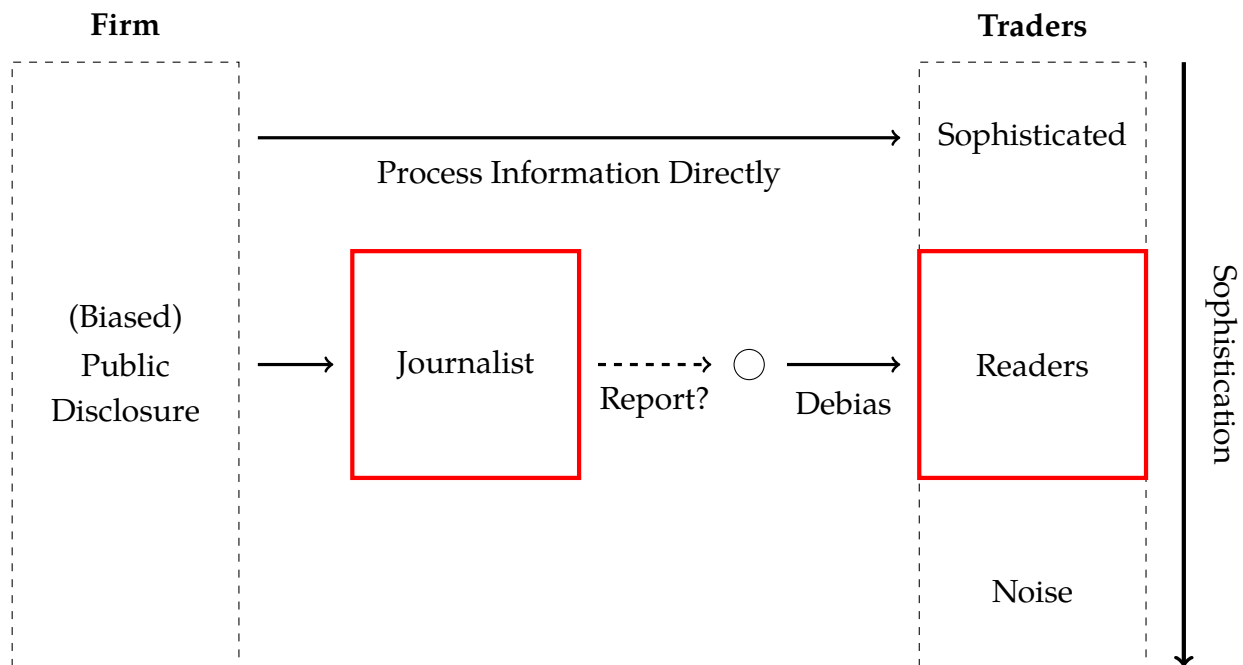 Firm
Traders
Sophisticated
Process Information Directly
(Biased)
Public
Disclosure
Journalist
Report?
Debias
Readers
Sophistication
Noise